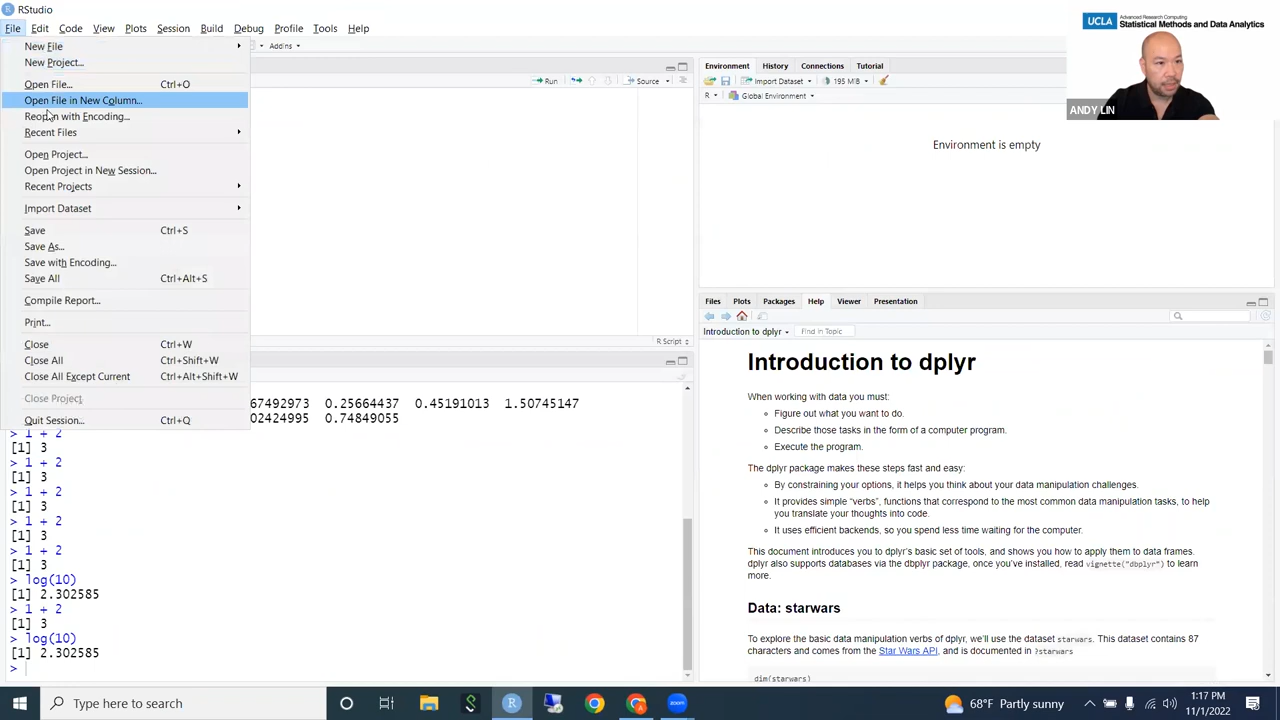 RStudio
File Edit Code View Plots Session Build Debug Profile Tools Help
New File
New Project...
Open File... Ctrl+O
Open File in New Column...
Reopen with Encoding...
Recent Files
Open Project...
Open Project in New Session...
Recent Projects
Import Dataset
Save Ctrl+S
Save As...
Save with Encoding...
Save All Ctrl+Alt+S
Compile Report...
Print...
Close Ctrl+W
Close All Ctrl+Shift+W
Close All Except Current Ctrl+Alt+Shift+W
Close Project
Quit Session... Ctrl+Q
Addins
Run
Source
R Script
67492973 0.25664437 0.45191013 1.50745147
02424995 0.74849055
> 1 + 2
[1] 3
> 1 + 2
[1] 3
> 1 + 2
[1] 3
> 1 + 2
[1] 3
> 1 + 2
[1] 3
> log(10)
[1] 2.302585
> 1 + 2
[1] 3
> log(10)
[1] 2.302585
>
UCLA Advanced Research Computing
Statistical Methods and Data Analytics
ANDY LIN
Environment History Connections Tutorial
Import Dataset 195 MiB
R Global Environment
Environment is empty
Files Plots Packages Help Viewer Presentation
Introduction to dplyr Find in Topic
Introduction to dplyr
When working with data you must:
• Figure out what you want to do.
• Describe those tasks in the form of a computer program.
• Execute the program.
The dplyr package makes these steps fast and easy:
• By constraining your options, it helps you think about your data manipulation challenges.
• It provides simple “verbs”, functions that correspond to the most common data manipulation tasks, to help
you translate your thoughts into code.
• It uses efficient backends, so you spend less time waiting for the computer.
This document introduces you to dplyr's basic set of tools, and shows you how to apply them to data frames.
dplyr also supports databases via the dbplyr package, once you've installed, read vignette("dbplyr") to learn
more.
Data: starwars
To explore the basic data manipulation verbs of dplyr, we'll use the dataset starwars. This dataset contains 87
characters and comes from the Star Wars API, and is documented in ?starwars
dim(starwars)
Type here to search
zoom
68°F Partly sunny
1:17 PM
11/1/2022